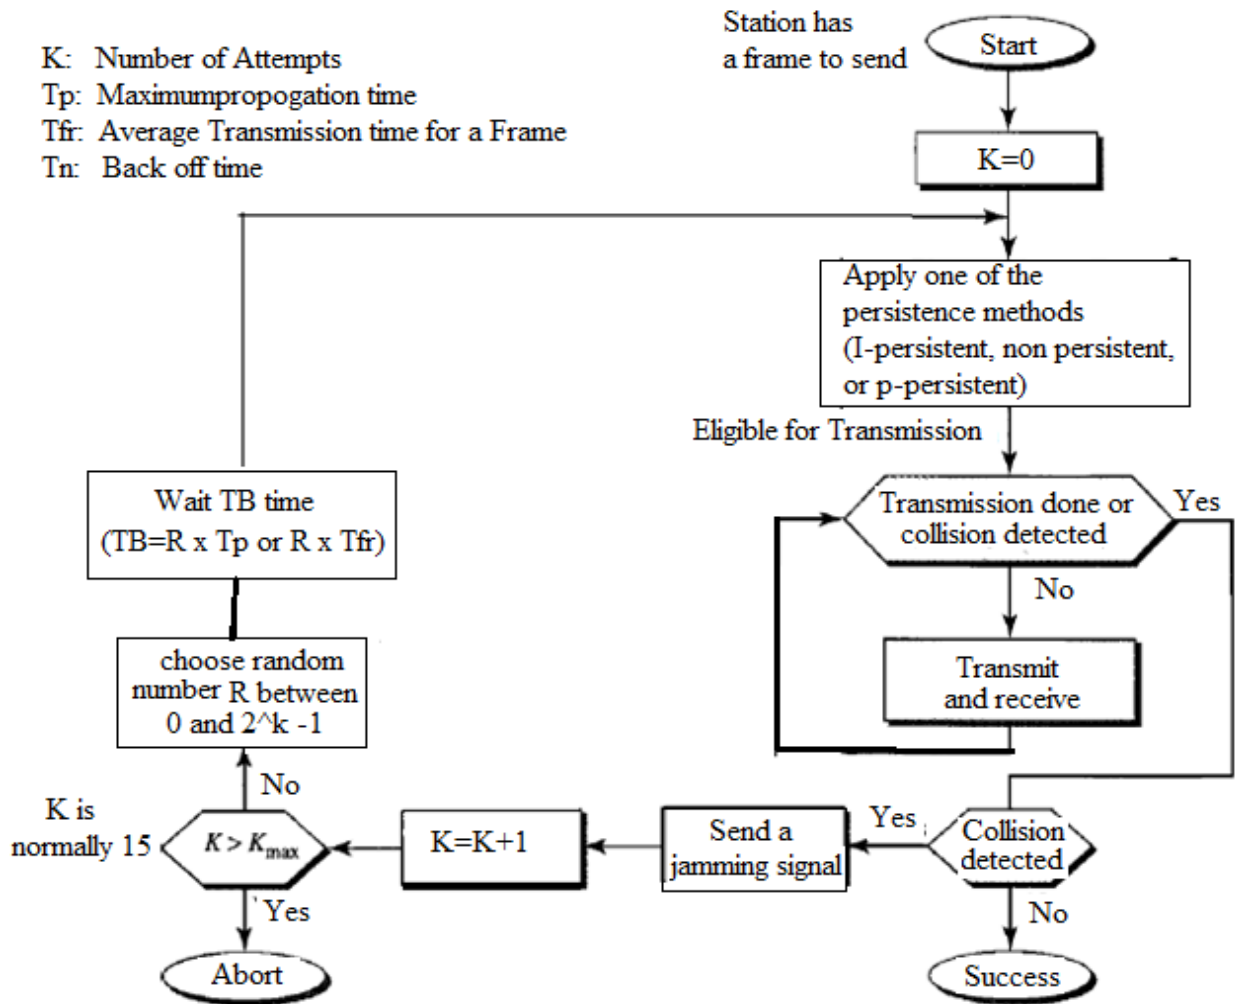 Station has
a frame to send
Start
K: Number of Attempts
Tp: Maximumpropogation time
Tfr: Average Transmission time for a Frame
Tn: Back off time
K=0
Apply one of the
persistence methods
(I-persistent, non persistent,
or p-persistent)
Eligible for Transmission
Transmission done or
collision detected
Yes
No
Transmit
and receive
Wait TB time
(TB=R x Tp or R x Tfr)
choose random
number R between
0 and 2^k -1
No
K is
normally 15
K > Kmax
K=K+1
Send a
jamming signal
Yes
Collision
detected
Yes
No
Abort
Success